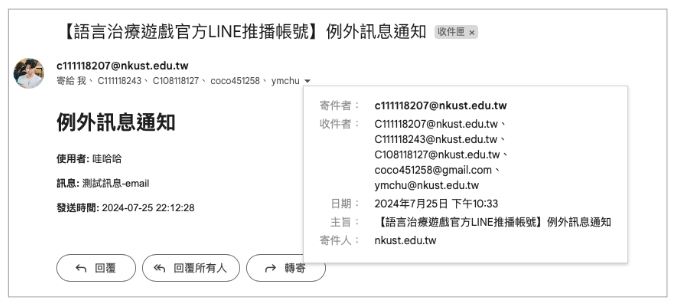 【語言治療遊戲官方LINE推播帳號】例外訊息通知 收件匣 ×
c111118207@nkust.edu.tw
寄給 我、C111118243、C108118127、coco451258、ymchu
例外訊息通知
使用者: 哇哈哈
訊息: 測試訊息-email
發送時間: 2024-07-25 22:12:28
回覆 回覆所有人 轉寄
寄件者： c111118207@nkust.edu.tw
收件者： C111118207@nkust.edu.tw、
C111118243@nkust.edu.tw、
C108118127@nkust.edu.tw、
coco451258@gmail.com、
ymchu@nkust.edu.tw
日期： 2024年7月25日 下午10:33
主旨： 【語言治療遊戲官方LINE推播帳號】例外訊息通知
寄件人： nkust.edu.tw